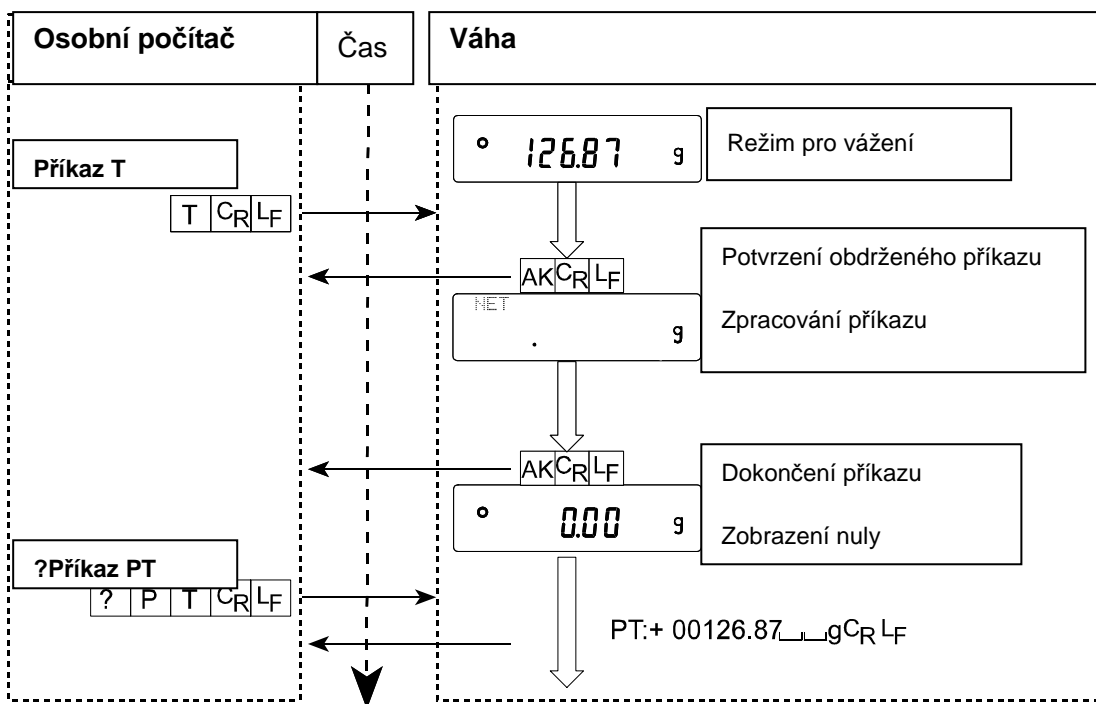 Osobní počítač Čas Váha
126.87 g
Režim pro vážení
Příkaz T
T CR LF
AK CR LF
Potvrzení obdrženého příkazu
NET
. g
Zpracování příkazu
AK CR LF
Dokončení příkazu
0.00 g
Zobrazení nuly
?Příkaz PT
? P T CR LF
PT:+ 00126.87␣␣gCR LF